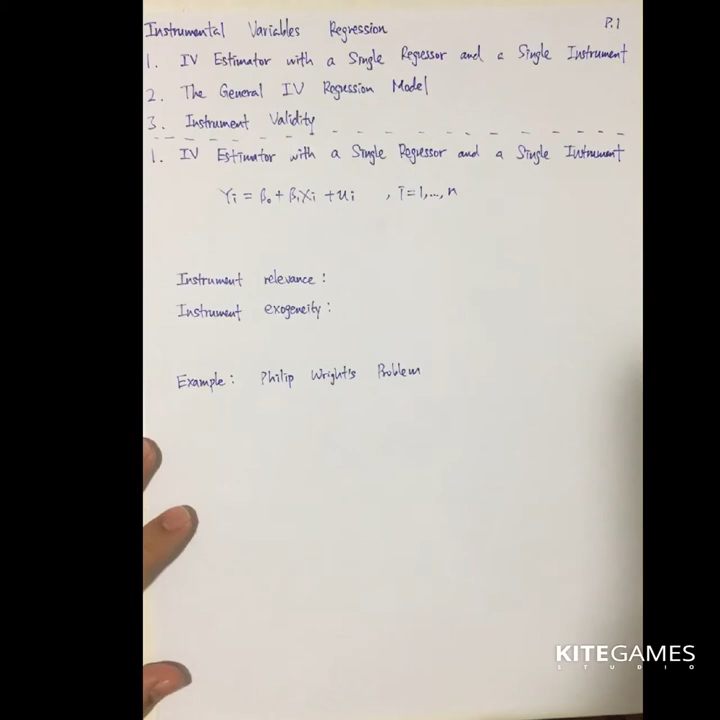 Instrumental Variables Regression P.1
1. IV Estimator with a Single Regressor and a Single Instrument
2. The General IV Regression Model
3. Instrument Validity
1. IV Estimator with a Single Regressor and a Single Instrument
Yi = β0 + β1Xi + ui , i=1,...,n
Instrument relevance :
Instrument exogeneity :
Example : Philip Wright's Problem
KITEGAMES
STUDIO